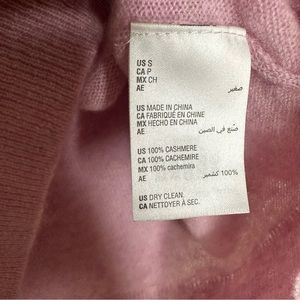 US S
CA P
MX CH
AE صغير
US MADE IN CHINA
CA FABRIQUÉ EN CHINE
MX HECHO EN CHINA
AE صنع في الصين
US 100% CASHMERE
CA 100% CACHEMIRE
MX 100% cachemira
AE 100% كشمير
US DRY CLEAN.
CA NETTOYER À SEC.